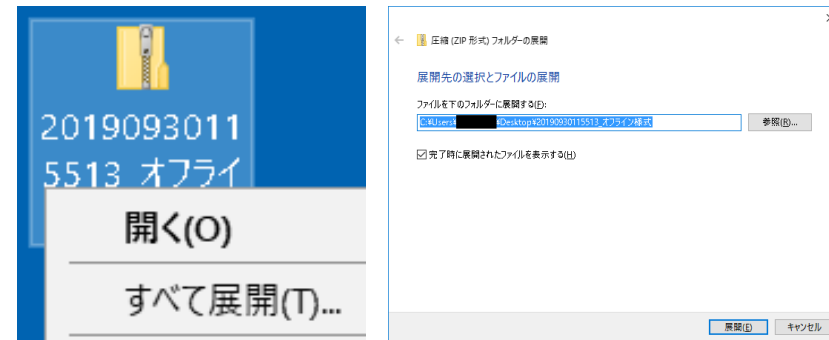 2019093011
5513_オフライ
開く(O)
すべて展開(T)...
圧縮 (ZIP 形式) フォルダーの展開
展開先の選択とファイルの展開
ファイルを下のフォルダーに展開する(F):
C:¥Users¥ ¥Desktop¥20190930115513_オフライン様式
参照(R)...
完了時に展開されたファイルを表示する(H)
展開(E)
キャンセル